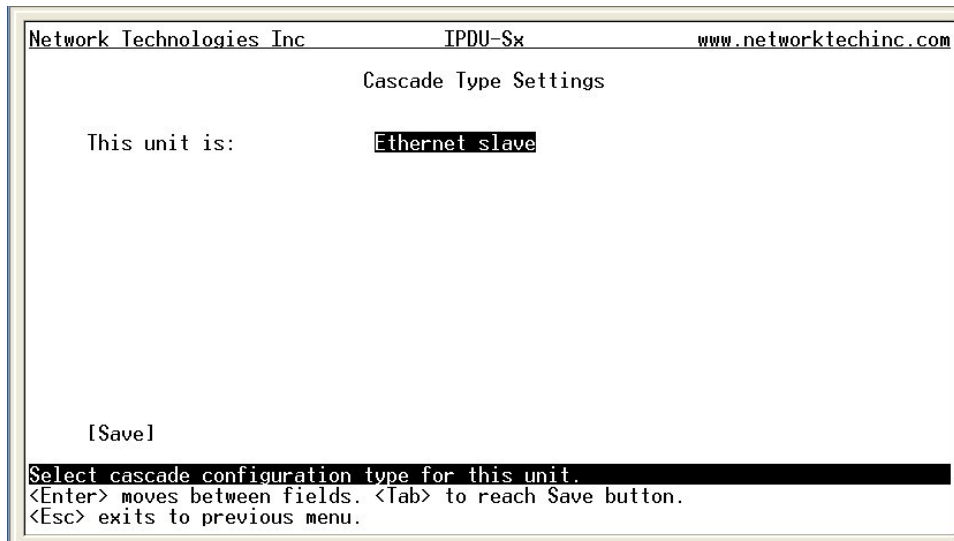 Network Technologies Inc IPDU-Sx www.networktechinc.com
Cascade Type Settings
This unit is: Ethernet slave
[Save]
Select cascade configuration type for this unit.
<Enter> moves between fields. <Tab> to reach Save button.
<Esc> exits to previous menu.